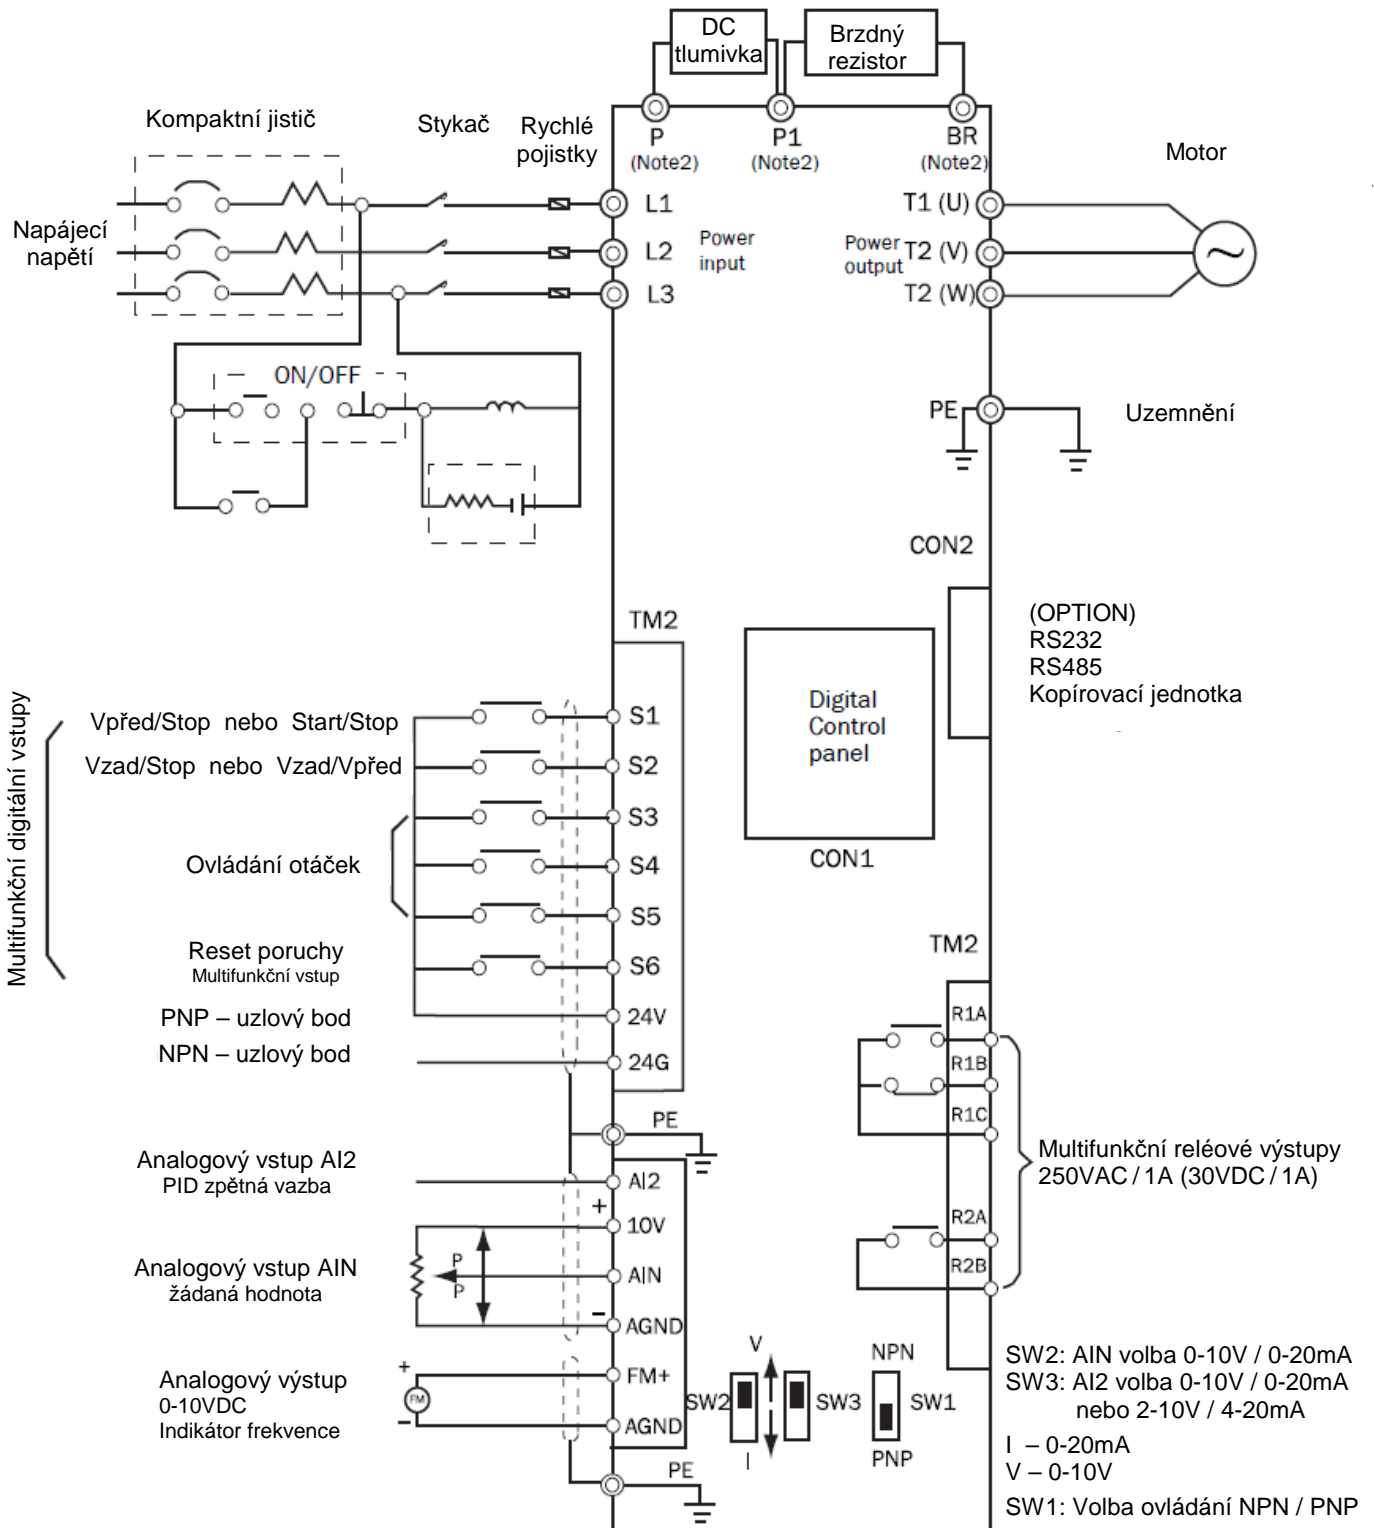 DC
tlumivka
Brzdný
rezistor
Kompaktní jistič
Stykač
Rychlé
pojistky
P
(Note2)
P1
(Note2)
BR
(Note2)
Motor
Napájecí
napětí
L1
L2
L3
Power
input
Power
output
T1 (U)
T2 (V)
T2 (W)
ON/OFF
PE
Uzemnění
CON2
(OPTION)
RS232
RS485
Kopírovací jednotka
TM2
Digital
Control
panel
CON1
Multifunkční digitální vstupy
Vpřed/Stop nebo Start/Stop
S1
Vzad/Stop nebo Vzad/Vpřed
S2
S3
Ovládání otáček
S4
S5
Reset poruchy
Multifunkční vstup
S6
PNP – uzlový bod
24V
NPN – uzlový bod
24G
PE
TM2
R1A
R1B
R1C
R2A
R2B
Multifunkční reléové výstupy
250VAC / 1A (30VDC / 1A)
Analogový vstup AI2
PID zpětná vazba
AI2
+
10V
P
P
Analogový vstup AIN
žádaná hodnota
AIN
−
AGND
Analogový výstup
0-10VDC
Indikátor frekvence
+
FM
−
FM+
AGND
PE
V
SW2
I
SW3
NPN
SW1
PNP
SW2: AIN volba 0-10V / 0-20mA
SW3: AI2 volba 0-10V / 0-20mA
nebo 2-10V / 4-20mA
I – 0-20mA
V – 0-10V
SW1: Volba ovládání NPN / PNP